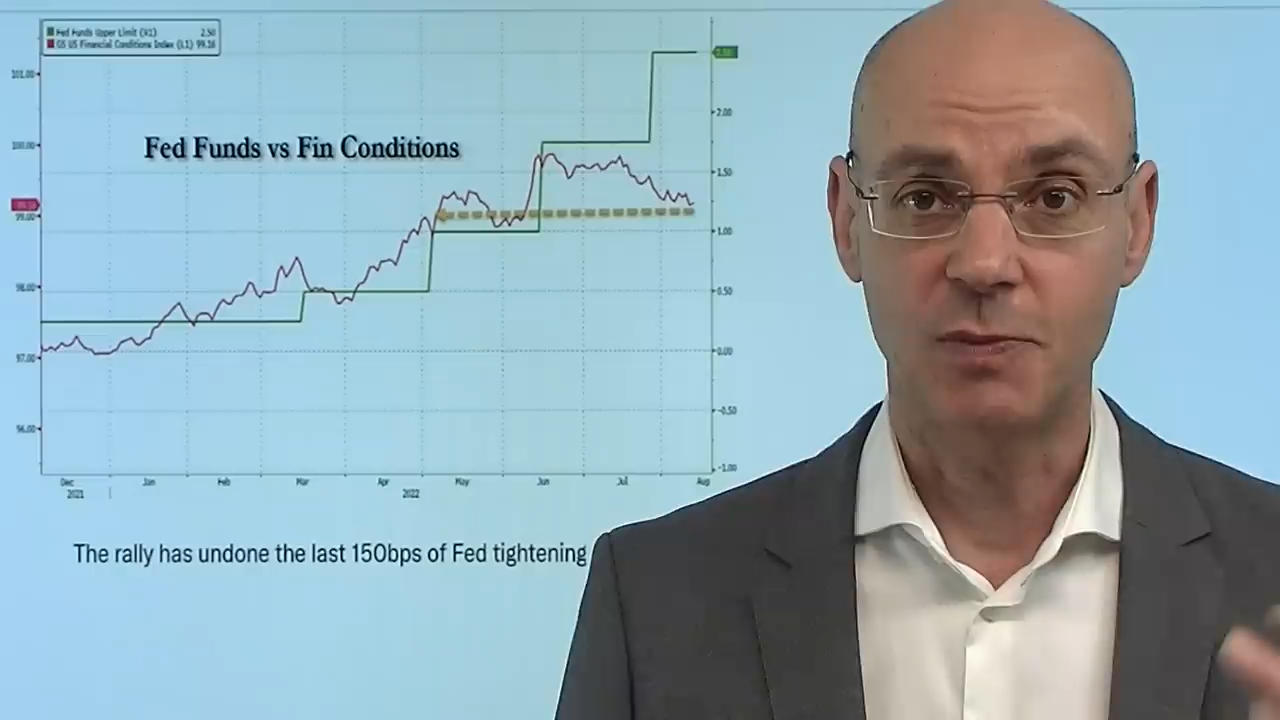 Fed Funds Upper Limit (R1) 2.50
GS US Financial Conditions Index (L1) 99.16
Fed Funds vs Fin Conditions
101.00
100.00
99.00
98.00
97.00
96.00
2.00
1.50
1.00
0.50
0.00
-0.50
-1.00
Dec Jan Feb Mar Apr May Jun Jul Aug
2021 2022
The rally has undone the last 150bps of Fed tightening